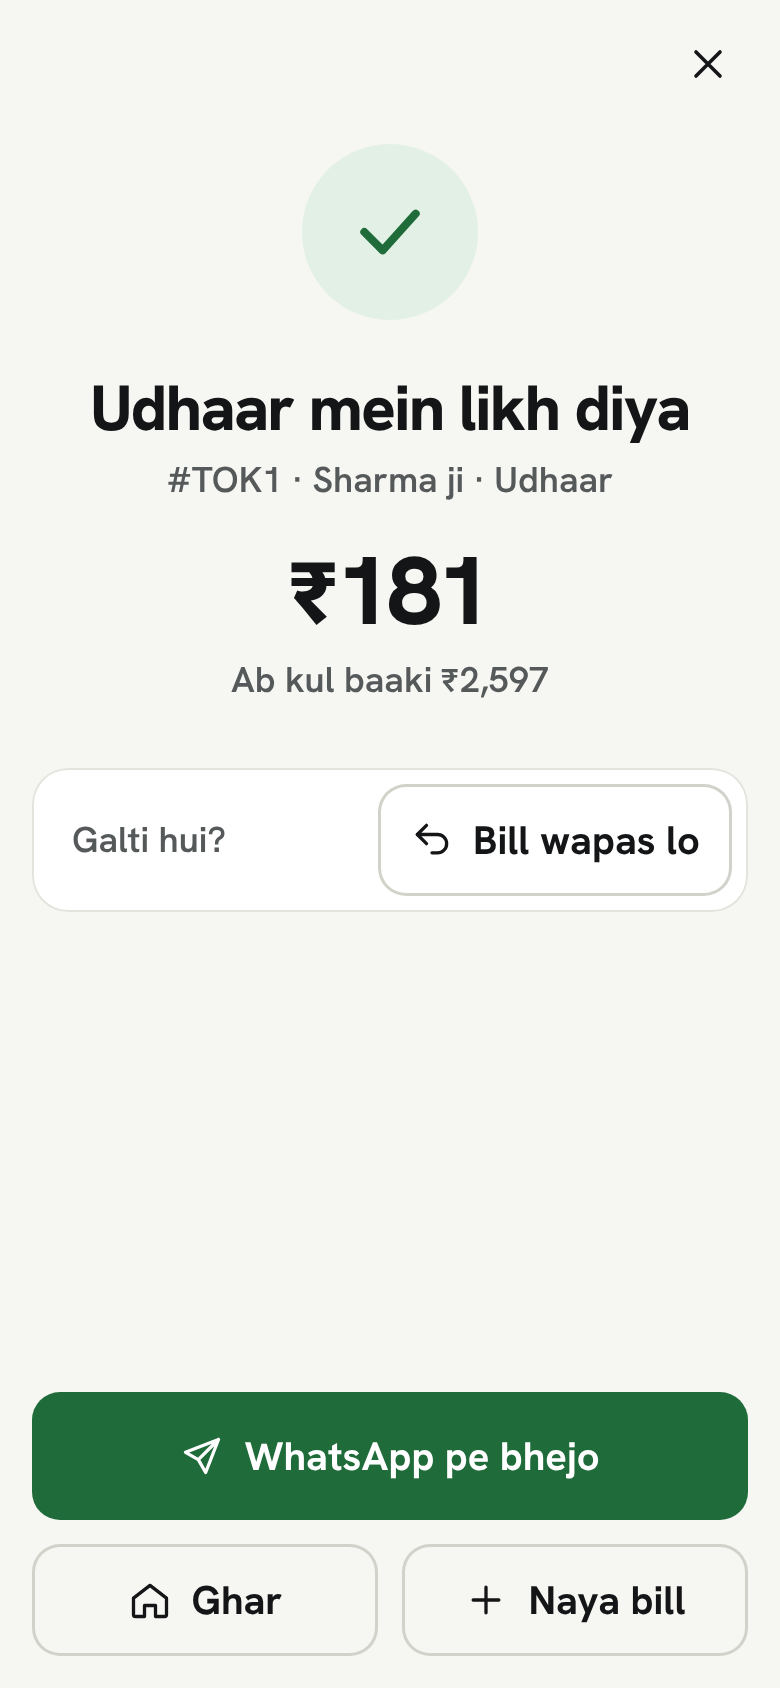 Udhaar mein likh diya
#TOK1 · Sharma ji · Udhaar
₹181
Ab kul baaki ₹2,597
Galti hui?
Bill wapas lo
WhatsApp pe bhejo
Ghar
Naya bill